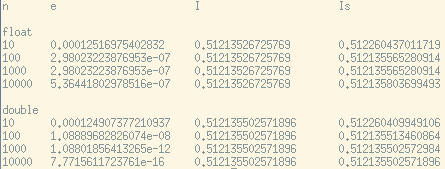 n e I Is
float
10 0.00012516975402832 0.51213526725769 0.512260437011719
100 2.98023223876953e-07 0.51213526725769 0.512135565280914
1000 2.98023223876953e-07 0.51213526725769 0.512135565280914
10000 5.36441802978516e-07 0.51213526725769 0.512135803699493
double
10 0.000124907377210937 0.512135502571896 0.512260409949106
100 1.08889682826074e-08 0.512135502571896 0.512135513460864
1000 1.08801856413265e-12 0.512135502571896 0.512135502572984
10000 7.7715611723761e-16 0.512135502571896 0.512135502571896